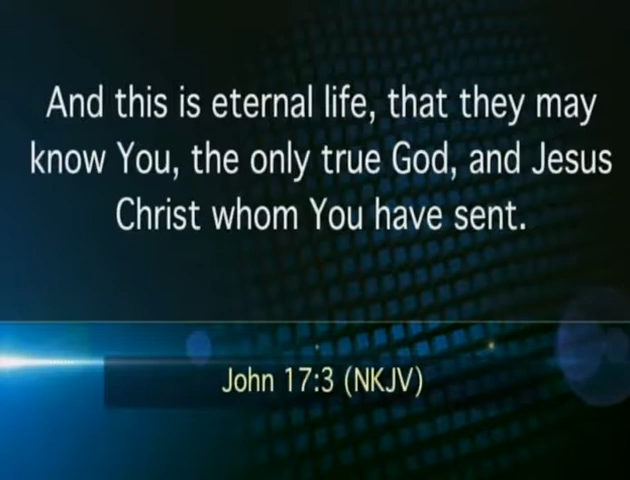 And this is eternal life, that they may
know You, the only true God, and Jesus
Christ whom You have sent.
John 17:3 (NKJV)